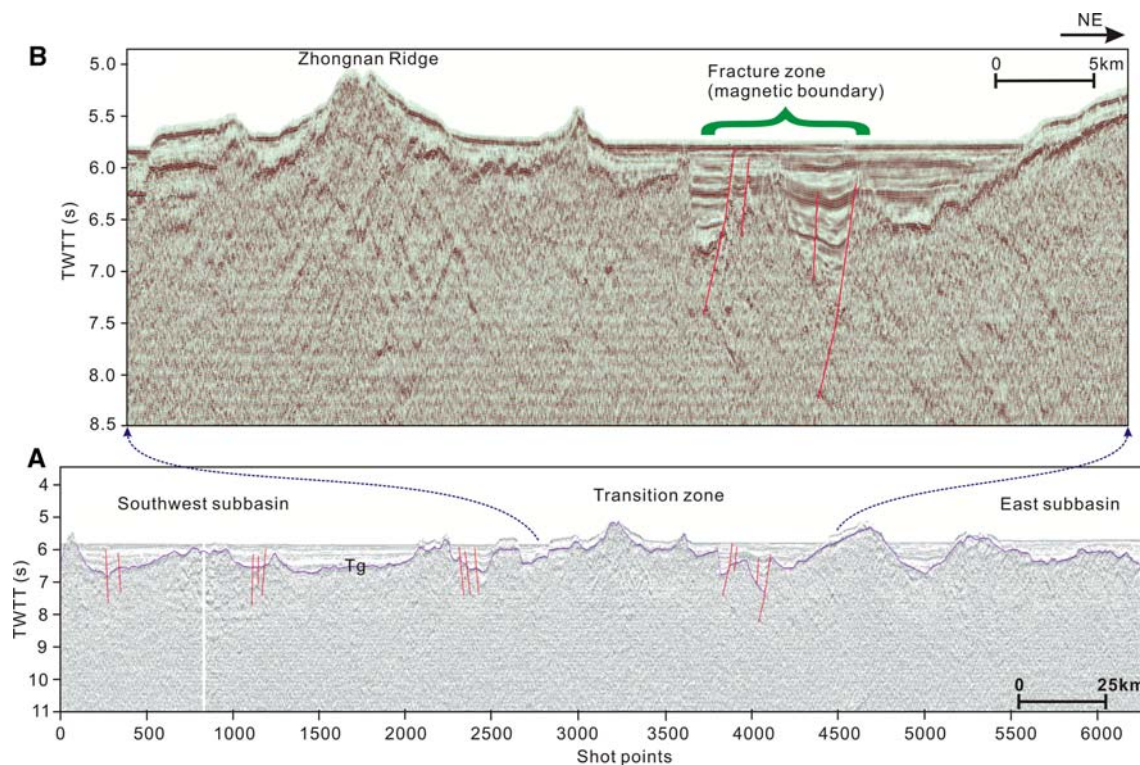 NE
B
Zhongnan Ridge
0 5km
Fracture zone
(magnetic boundary)
5.0
5.5
6.0
6.5
7.0
7.5
8.0
8.5
TWTT (s)
A
Southwest subbasin
Transition zone
East subbasin
Tg
4
5
6
7
8
9
10
11
TWTT (s)
0 25km
0 500 1000 1500 2000 2500 3000 3500 4000 4500 5000 5500 6000
Shot points